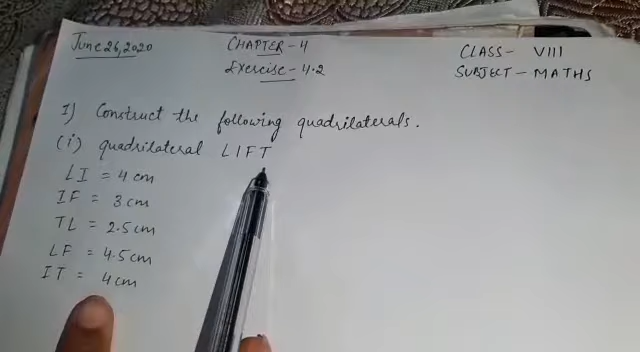 June 26, 2020
CHAPTER - 4
Exercise - 4.2
CLASS - VIII
SUBJECT - MATHS
1) Construct the following quadrilaterals.
(i) quadrilateral LIFT
LI = 4 cm
IF = 3 cm
TL = 2.5 cm
LF = 4.5 cm
IT = 4 cm